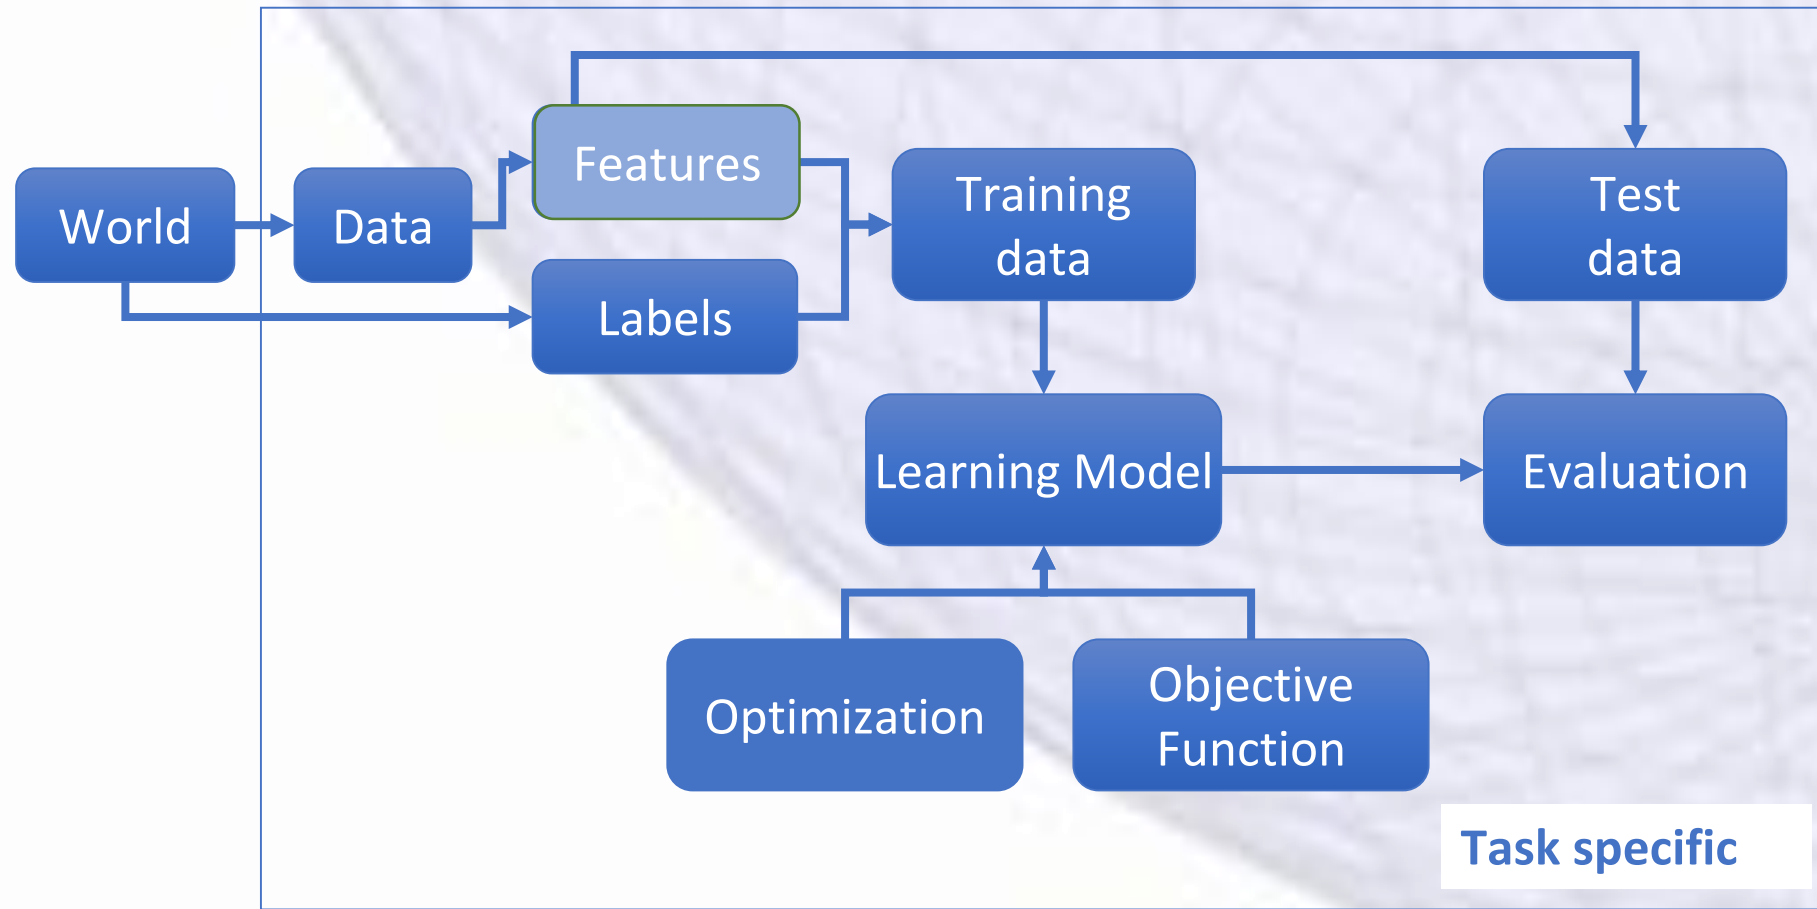 World
Data
Features
Labels
Training
data
Test
data
Learning Model
Evaluation
Optimization
Objective
Function
Task specific